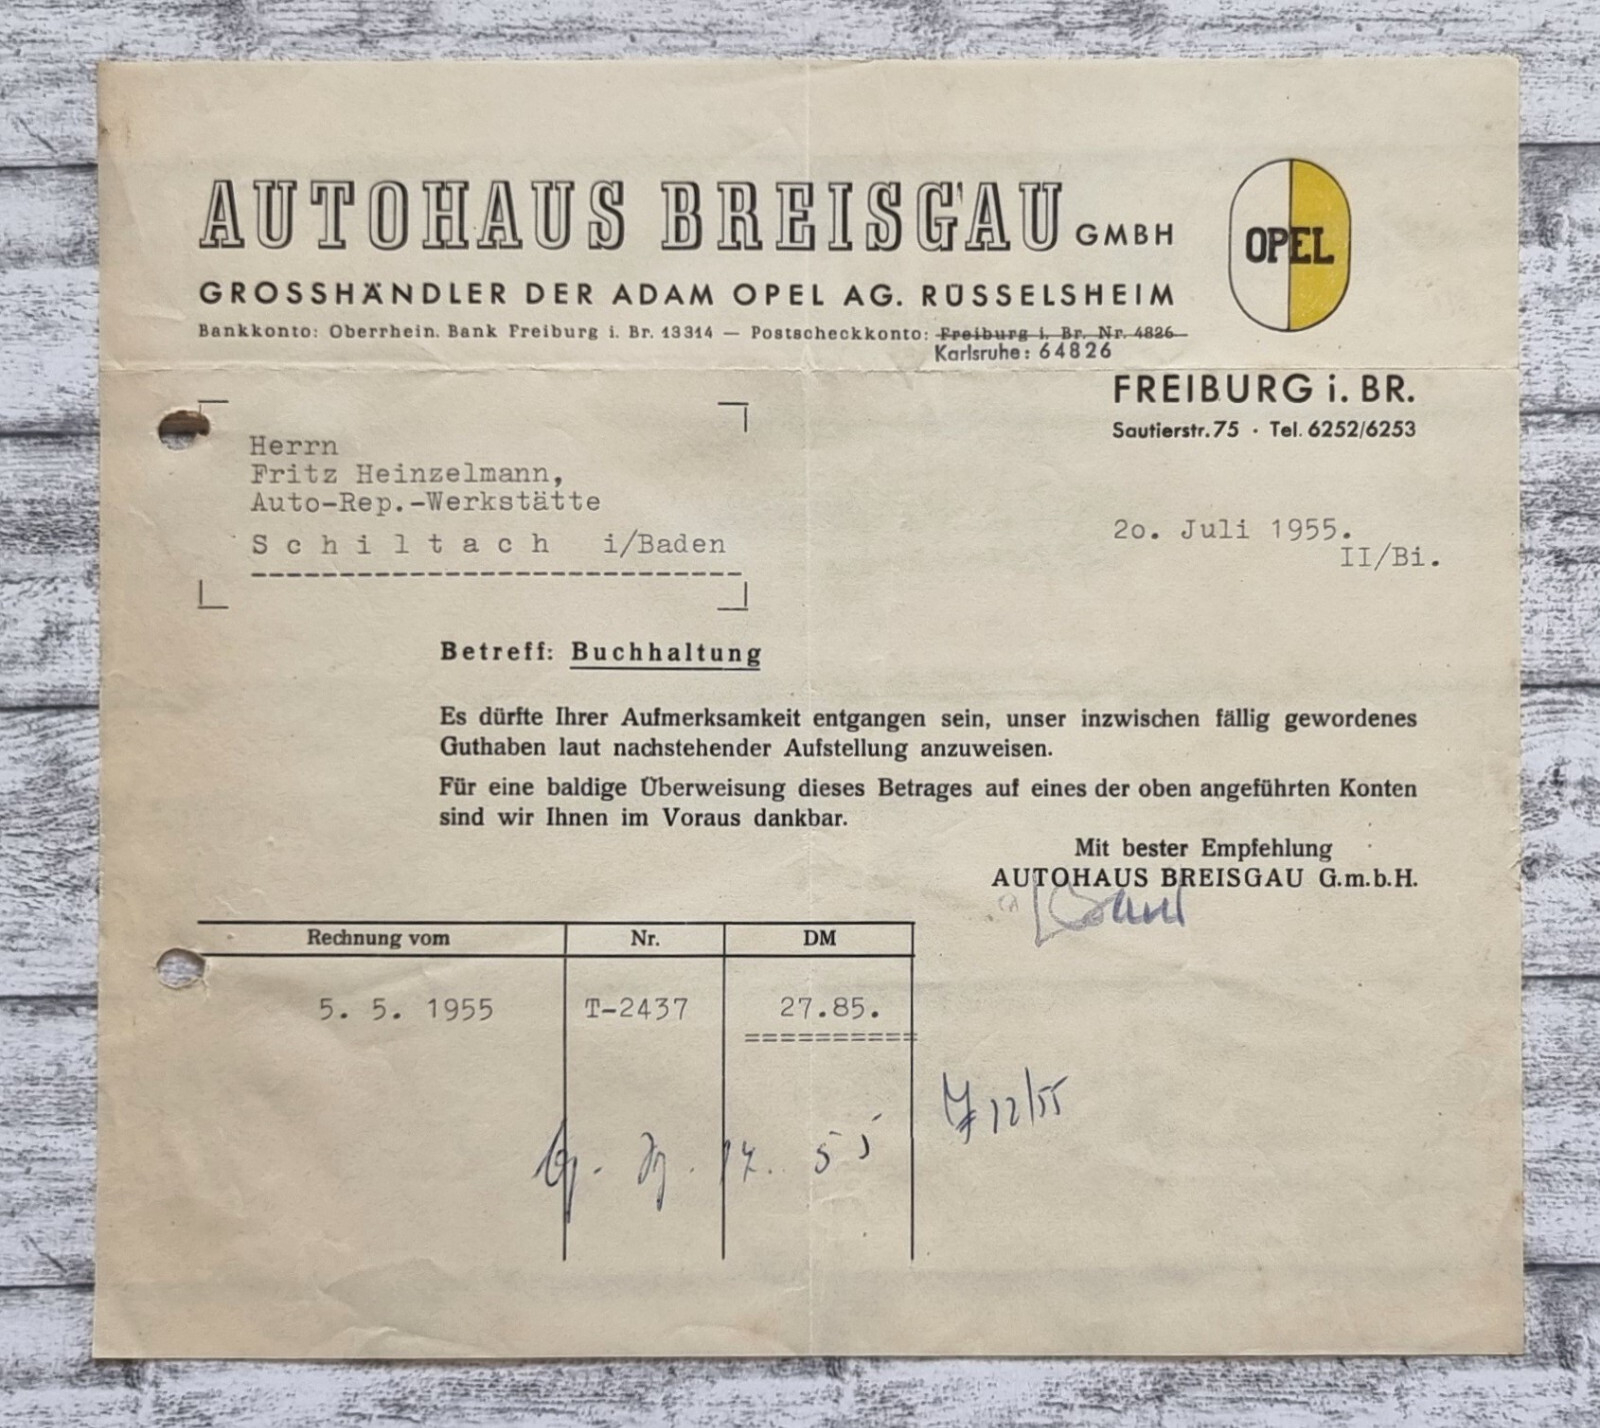 AUTOHAUS BREISGAU GMBH
OPEL
GROSSHÄNDLER DER ADAM OPEL AG. RÜSSELSHEIM
Bankkonto: Oberrhein. Bank Freiburg i. Br. 13314 — Postscheckkonto: Freiburg i. Br. Nr. 4826
Karlsruhe: 64826
FREIBURG i. BR.
Sautierstr. 75 · Tel. 6252/6253
Herrn
Fritz Heinzelmann,
Auto-Rep.-Werkstätte
S c h i l t a c h i/Baden
2o. Juli 1955.
II/Bi.
Betreff: Buchhaltung
Es dürfte Ihrer Aufmerksamkeit entgangen sein, unser inzwischen fällig gewordenes
Guthaben laut nachstehender Aufstellung anzuweisen.
Für eine baldige Überweisung dieses Betrages auf eines der oben angeführten Konten
sind wir Ihnen im Voraus dankbar.
Mit bester Empfehlung
AUTOHAUS BREISGAU G.m.b.H.
Rechnung vom Nr. DM
5. 5. 1955 T-2437 27.85.
12/55
55